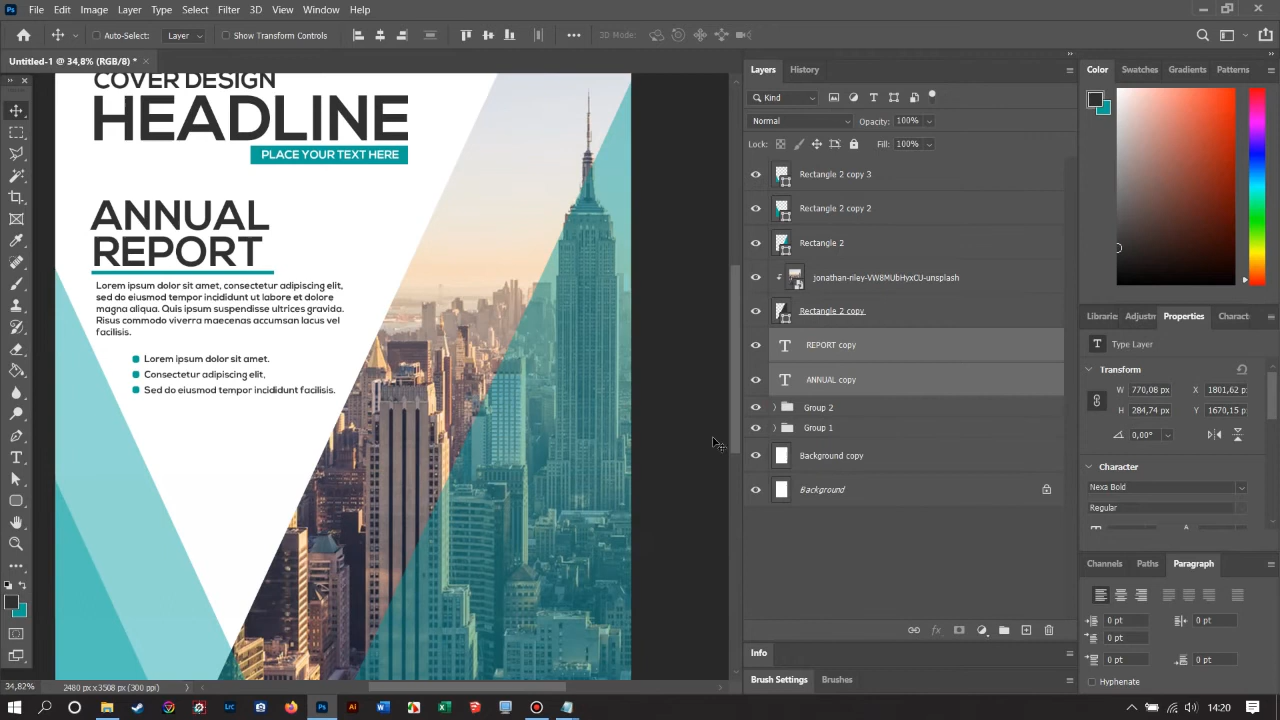 Ps File Edit Image Layer Type Select Filter 3D View Window Help
Auto-Select: Layer Show Transform Controls 3D Mode:
Untitled-1 @ 34,8% (RGB/8) *
COVER DESIGN
HEADLINE
PLACE YOUR TEXT HERE
ANNUAL
REPORT
Lorem ipsum dolor sit amet, consectetur adipiscing elit,
sed do eiusmod tempor incididunt ut labore et dolore
magna aliqua. Quis ipsum suspendisse ultrices gravida.
Risus commodo viverra maecenas accumsan lacus vel
facilisis.
Lorem ipsum dolor sit amet.
Consectetur adipiscing elit,
Sed do eiusmod tempor incididunt facilisis.
34,82% 2480 px x 3508 px (300 ppi)
Layers History
Kind
Normal Opacity: 100%
Lock: Fill: 100%
Rectangle 2 copy 3
Rectangle 2 copy 2
Rectangle 2
jonathan-riley-VW8MUbHyxCU-unsplash
Rectangle 2 copy
REPORT copy
ANNUAL copy
Group 2
Group 1
Background copy
Background
Info
Brush Settings Brushes
Color Swatches Gradients Patterns
Librarie Adjustm Properties Charact
Type Layer
Transform
W 770,08 px X 1801,62 p
H 284,74 px Y 1670,15 p
0,00°
Character
Nexa Bold
Regular
Channels Paths Paragraph
0 pt 0 pt
0 pt
0 pt 0 pt
Hyphenate
Lrc Ps Ai 14:20